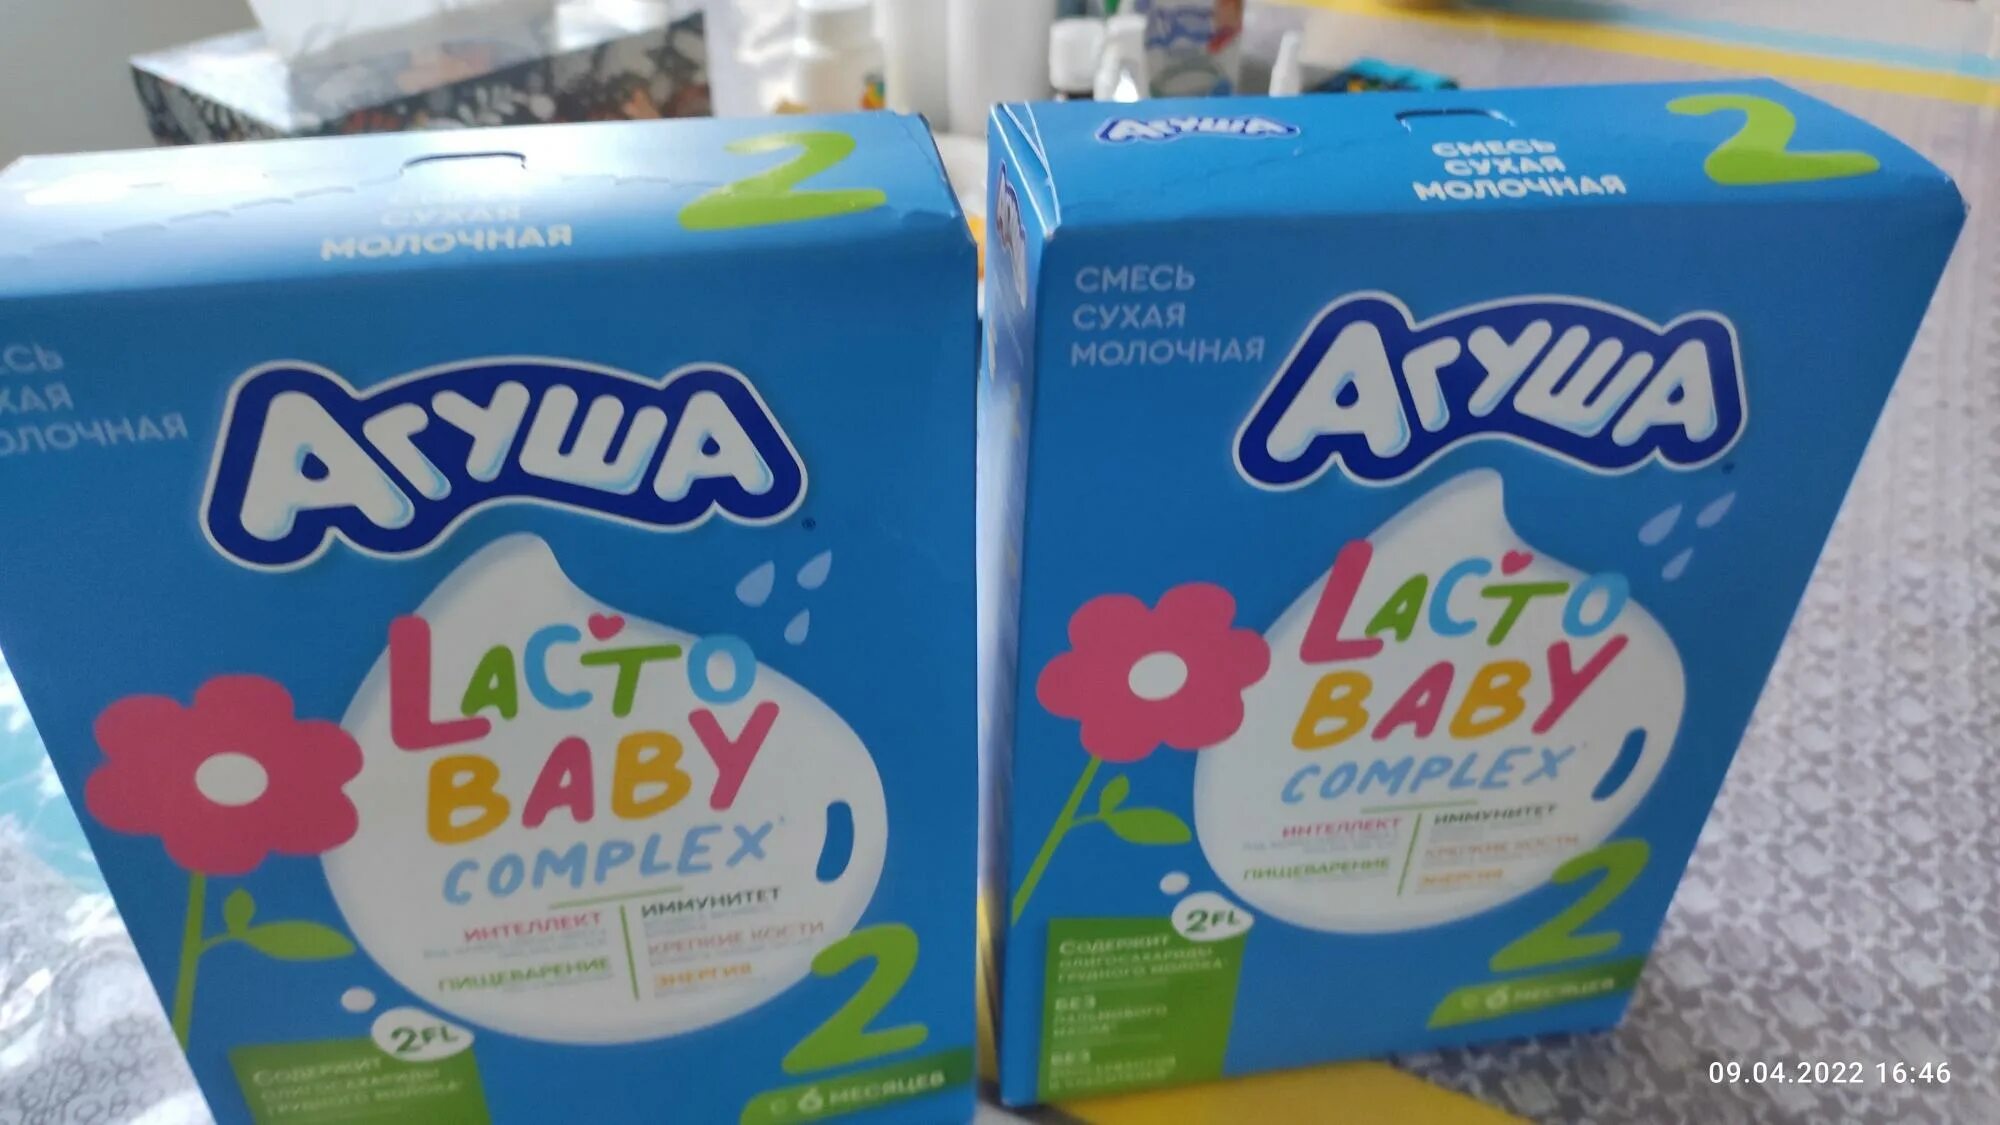 2
СУХАЯ
МОЛОЧНАЯ
АГУША
LACTO
BABY
COMPLEX
ИНТЕЛЛЕКТ
ИММУНИТЕТ
КРЕПКИЕ КОСТИ
ПИЩЕВАРЕНИЕ
ЭНЕРГИЯ
2
2FL
СОДЕРЖИТ
ОЛИГОСАХАРИДЫ
ГРУДНОГО МОЛОКА
С 6 МЕСЯЦЕВ
АГУША
СМЕСЬ
СУХАЯ
МОЛОЧНАЯ
2
СМЕСЬ
СУХАЯ
МОЛОЧНАЯ
АГУША
LACTO
BABY
COMPLEX
ИНТЕЛЛЕКТ
ИММУНИТЕТ
КРЕПКИЕ КОСТИ
ПИЩЕВАРЕНИЕ
ЭНЕРГИЯ
2
2FL
СОДЕРЖИТ
ОЛИГОСАХАРИДЫ
ГРУДНОГО МОЛОКА
БЕЗ
ПАЛЬМОВОГО
МАСЛА
БЕЗ
С 6 МЕСЯЦЕВ
09.04.2022 16:46